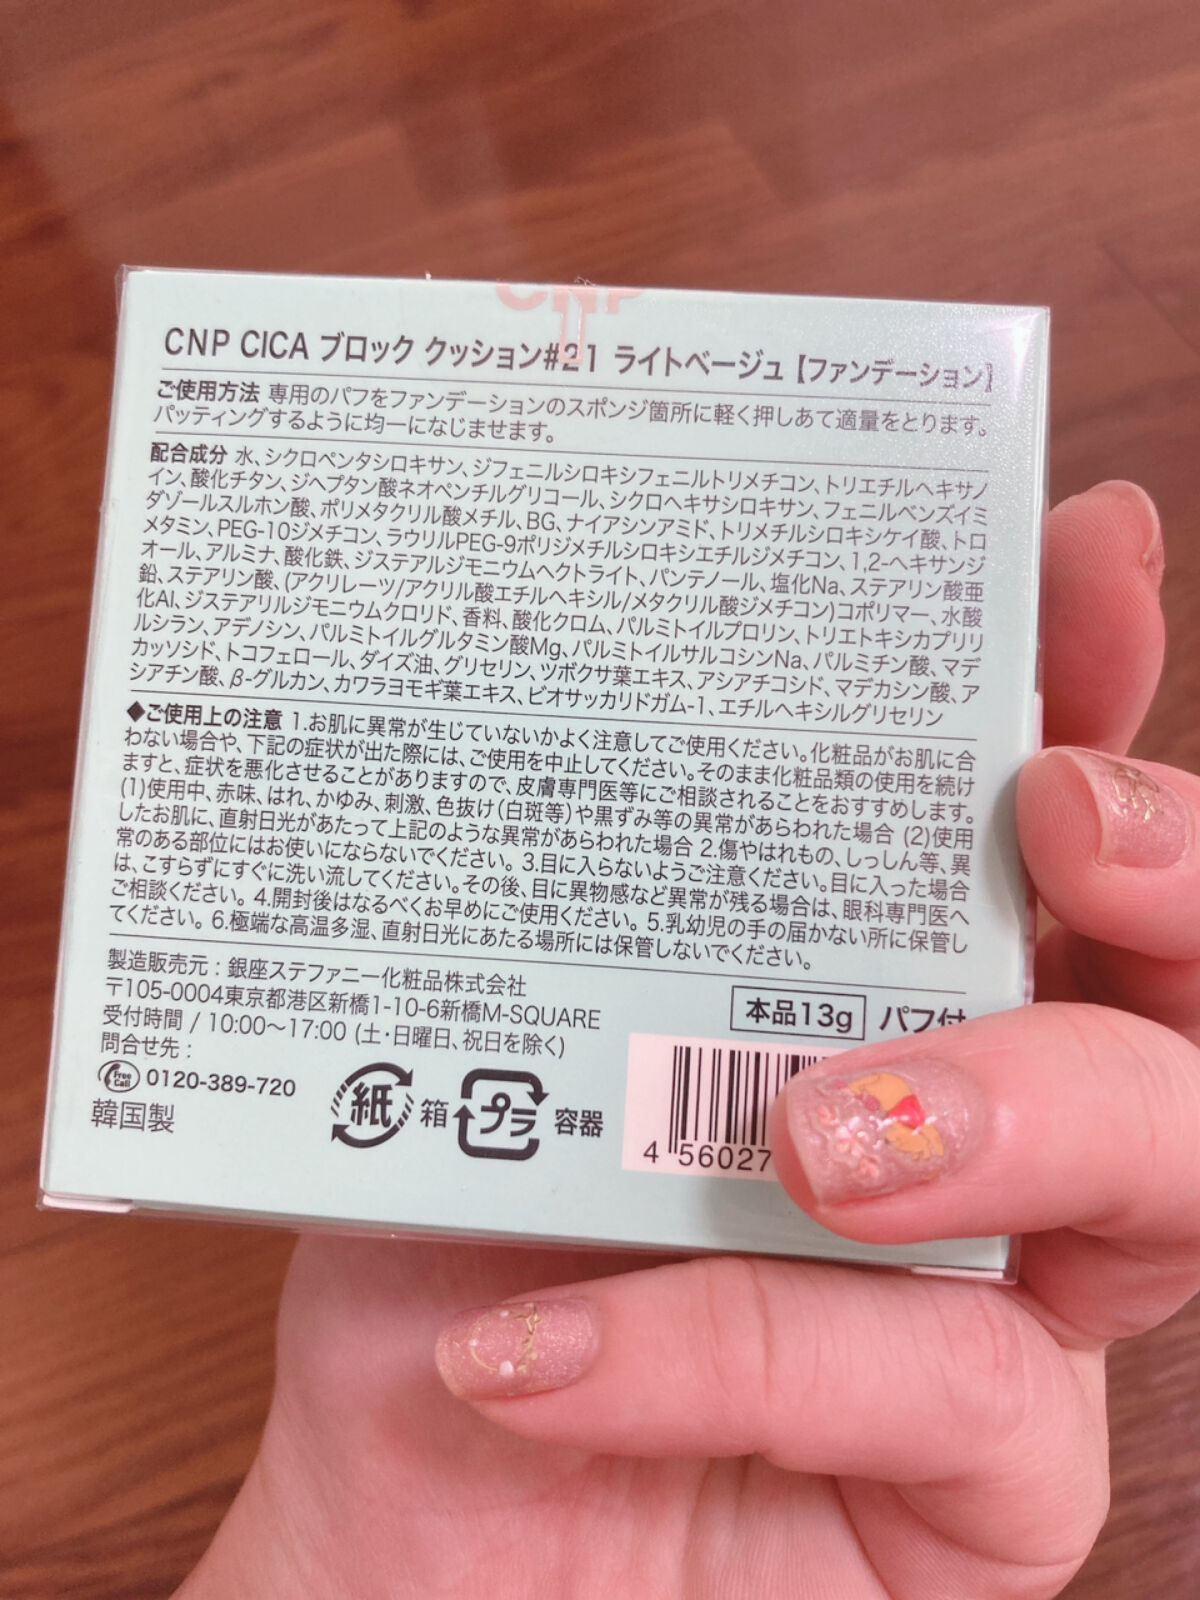 CNP
CNP CICA ブロック クッション#21 ライトベージュ【ファンデーション】
ご使用方法 専用のパフをファンデーションのスポンジ箇所に軽く押しあて適量をとります。
パッティングするように均一になじませます。
配合成分 水、シクロペンタシロキサン、ジフェニルシロキシフェニルトリメチコン、トリエチルヘキサノ
イン、酸化チタン、ジヘプタン酸ネオペンチルグリコール、シクロヘキサシロキサン、フェニルベンズイミ
ダゾールスルホン酸、ポリメタクリル酸メチル、BG、ナイアシンアミド、トリメチルシロキシケイ酸、トロ
メタミン、PEG-10ジメチコン、ラウリルPEG-9ポリジメチルシロキシエチルジメチコン、1,2-ヘキサンジ
オール、アルミナ、酸化鉄、ジステアルジモニウムヘクトライト、パンテノール、塩化Na、ステアリン酸亜
鉛、ステアリン酸、(アクリレーツ/アクリル酸エチルヘキシル/メタクリル酸ジメチコン)コポリマー、水酸
化Al、ジステアリルジモニウムクロリド、香料、酸化クロム、パルミトイルプロリン、トリエトキシカプリリ
ルシラン、アデノシン、パルミトイルグルタミン酸Mg、パルミトイルサルコシンNa、パルミチン酸、マデ
カッソシド、トコフェロール、ダイズ油、グリセリン、ツボクサ葉エキス、アシアチコシド、マデカシン酸、ア
シアチン酸、β-グルカン、カワラヨモギ葉エキス、ビオサッカリドガム-1、エチルヘキシルグリセリン
◆ご使用上の注意 1.お肌に異常が生じていないかよく注意してご使用ください。化粧品がお肌に合
わない場合や、下記の症状が出た際には、ご使用を中止してください。そのまま化粧品類の使用を続け
ますと、症状を悪化させることがありますので、皮膚専門医等にご相談されることをおすすめします。
(1)使用中、赤味、はれ、かゆみ、刺激、色抜け(白斑等)や黒ずみ等の異常があらわれた場合 (2)使用
したお肌に、直射日光があたって上記のような異常があらわれた場合 2.傷やはれもの、しっしん等、異
常のある部位にはお使いにならないでください。 3.目に入らないようご注意ください。目に入った場合
は、こすらずにすぐに洗い流してください。その後、目に異物感など異常が残る場合は、眼科専門医へ
ご相談ください。 4.開封後はなるべくお早めにご使用ください。 5.乳幼児の手の届かない所に保管し
てください。 6.極端な高温多湿、直射日光にあたる場所には保管しないでください。
製造販売元 : 銀座ステファニー化粧品株式会社
〒105-0004東京都港区新橋1-10-6新橋M-SQUARE
受付時間 / 10:00〜17:00 (土・日曜日、祝日を除く)
問合せ先 :
Free Call 0120-389-720
韓国製
紙 箱 プラ 容器
本品13g パフ付
4 56027